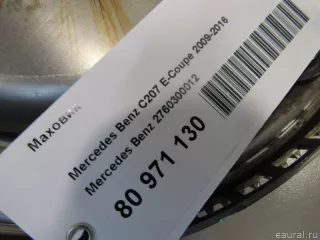 Маховик
Mercedes Benz C207 E-Coupe 2009-2016
Mercedes Benz 2760300012
80 971 130
© eaural.ru